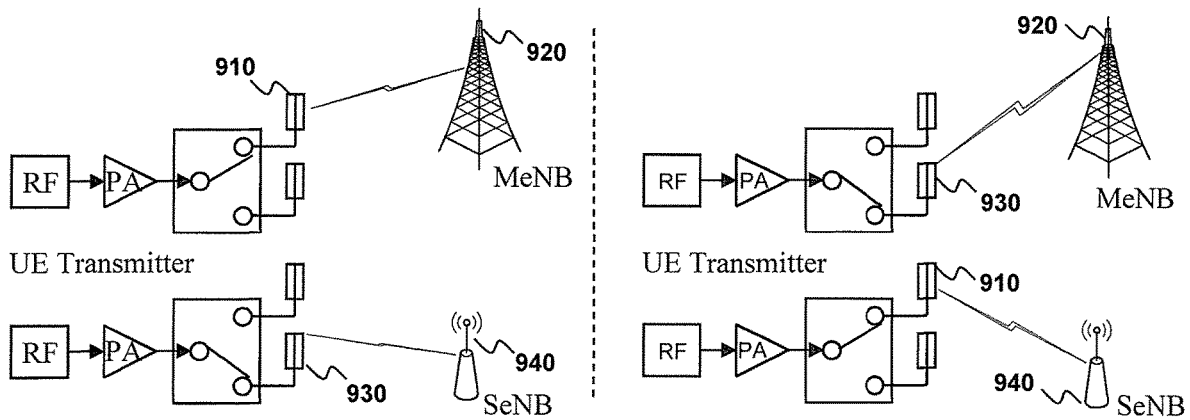 910
920
RF
PA
MeNB
UE Transmitter
RF
PA
930
940
SeNB
920
RF
PA
930
MeNB
UE Transmitter
910
RF
PA
940
SeNB